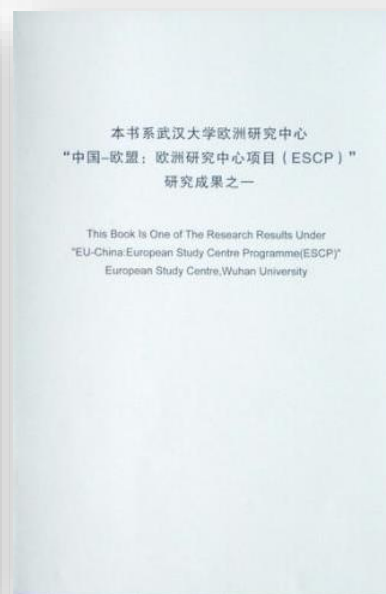 本书系武汉大学欧洲研究中心
“中国–欧盟：欧洲研究中心项目（ESCP）”
研究成果之一
This Book Is One of The Research Results Under
"EU-China:European Study Centre Programme(ESCP)"
European Study Centre,Wuhan University